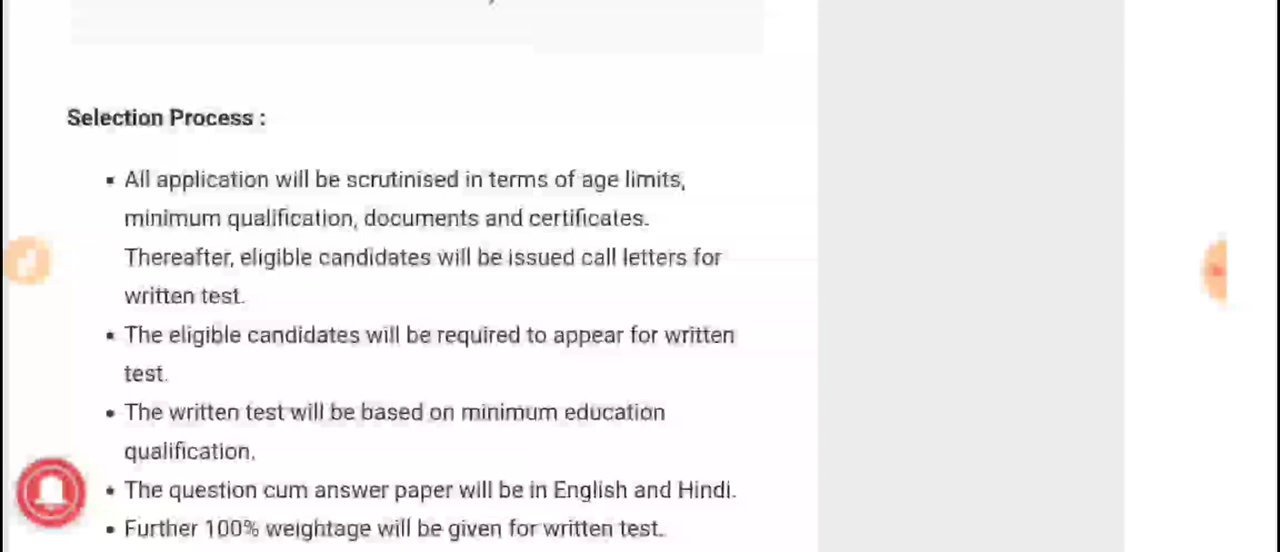 Selection Process :
All application will be scrutinised in terms of age limits,
minimum qualification, documents and certificates.
Thereafter, eligible candidates will be issued call letters for
written test.
The eligible candidates will be required to appear for written
test.
The written test will be based on minimum education
qualification.
The question cum answer paper will be in English and Hindi.
Further 100% weightage will be given for written test.